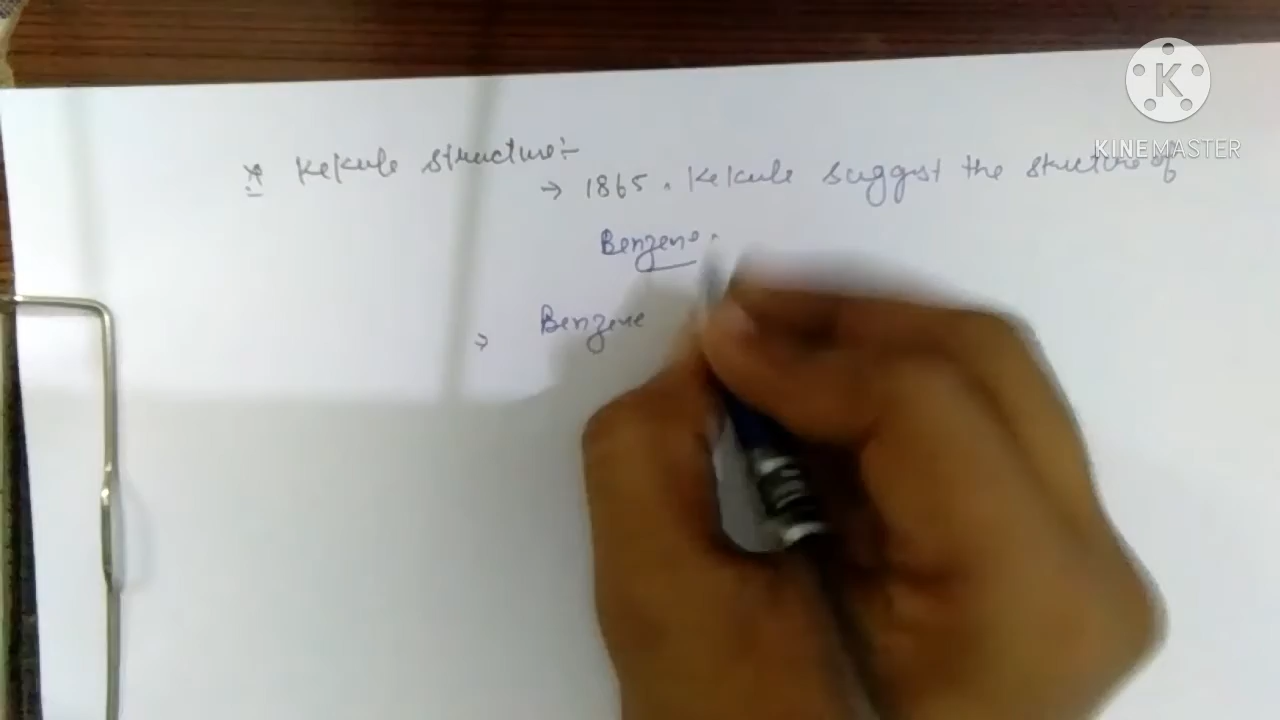 * Kekule structure:-
→ 1865. Kekule suggest the structure of
Benzene.
→ Benzene
K
KINEMASTER